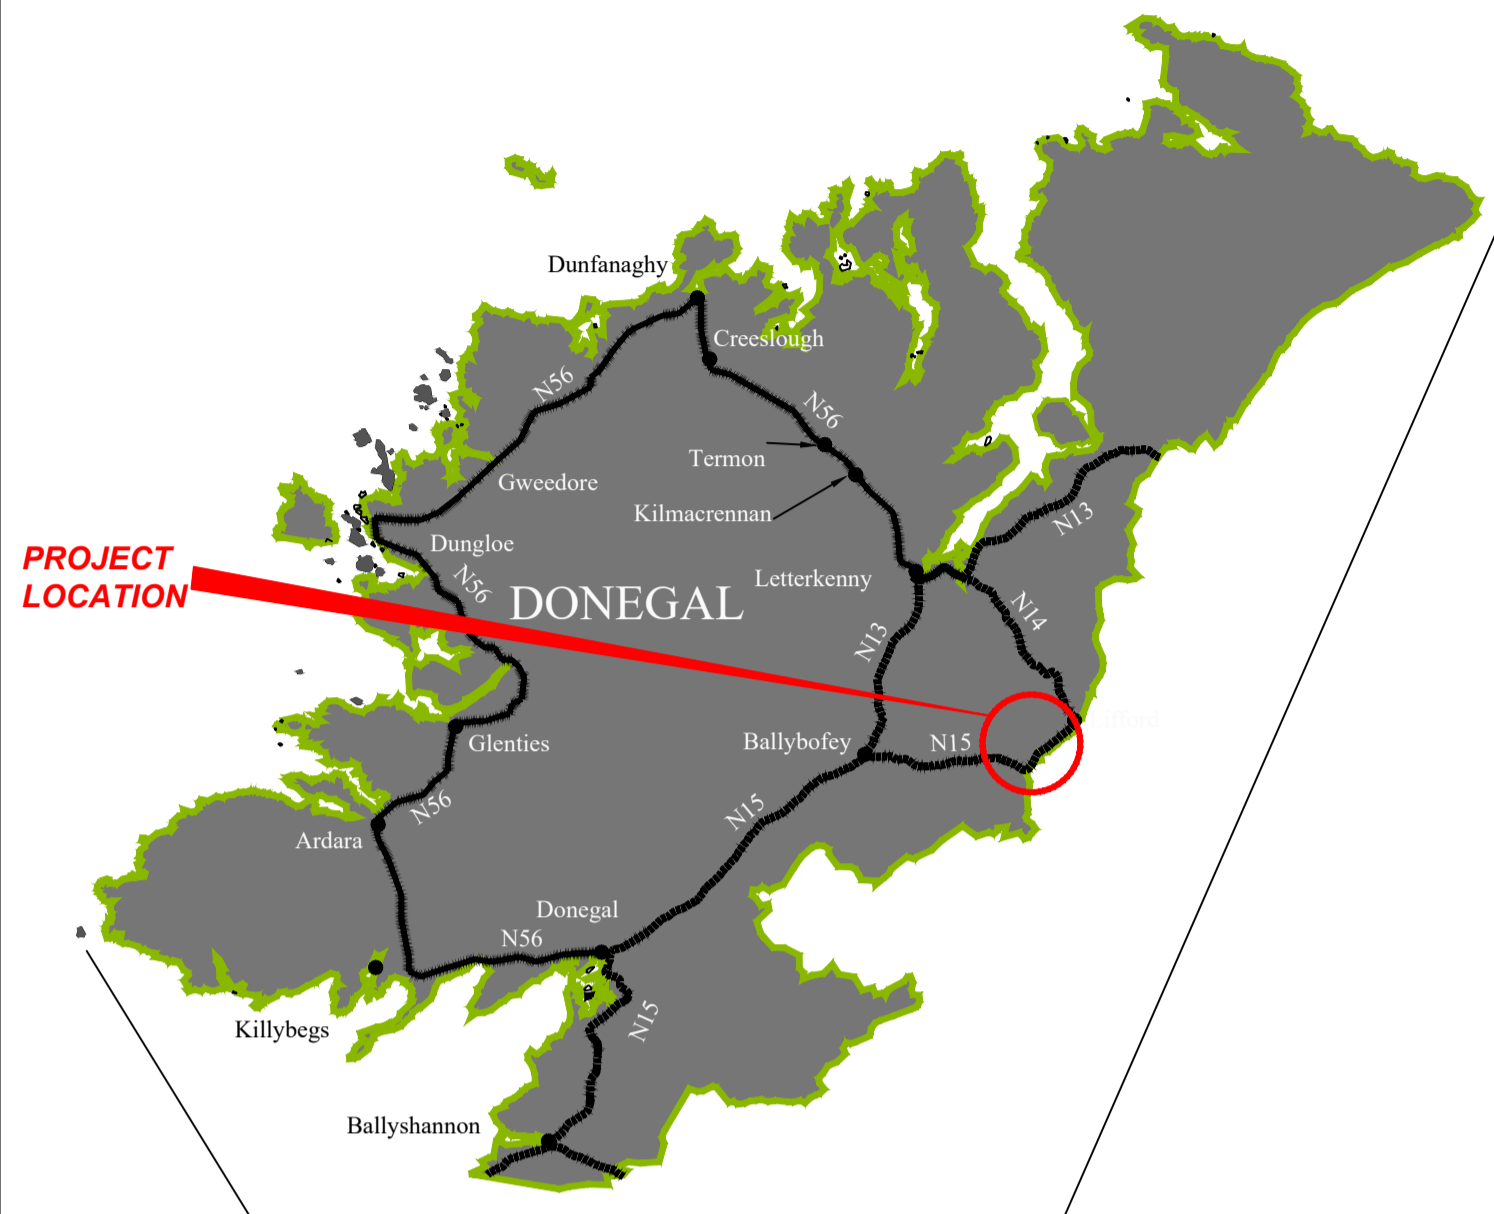 Dunfanaghy
Creeslough
N56
N56
Termon
Gweedore
Kilmacrennan
N13
Dungloe
PROJECT
LOCATION
N56
Letterkenny
DONEGAL
N14
N13
Lifford
Glenties
Ballybofey
N15
N56
N15
Ardara
Donegal
N56
Killybegs
N15
Ballyshannon